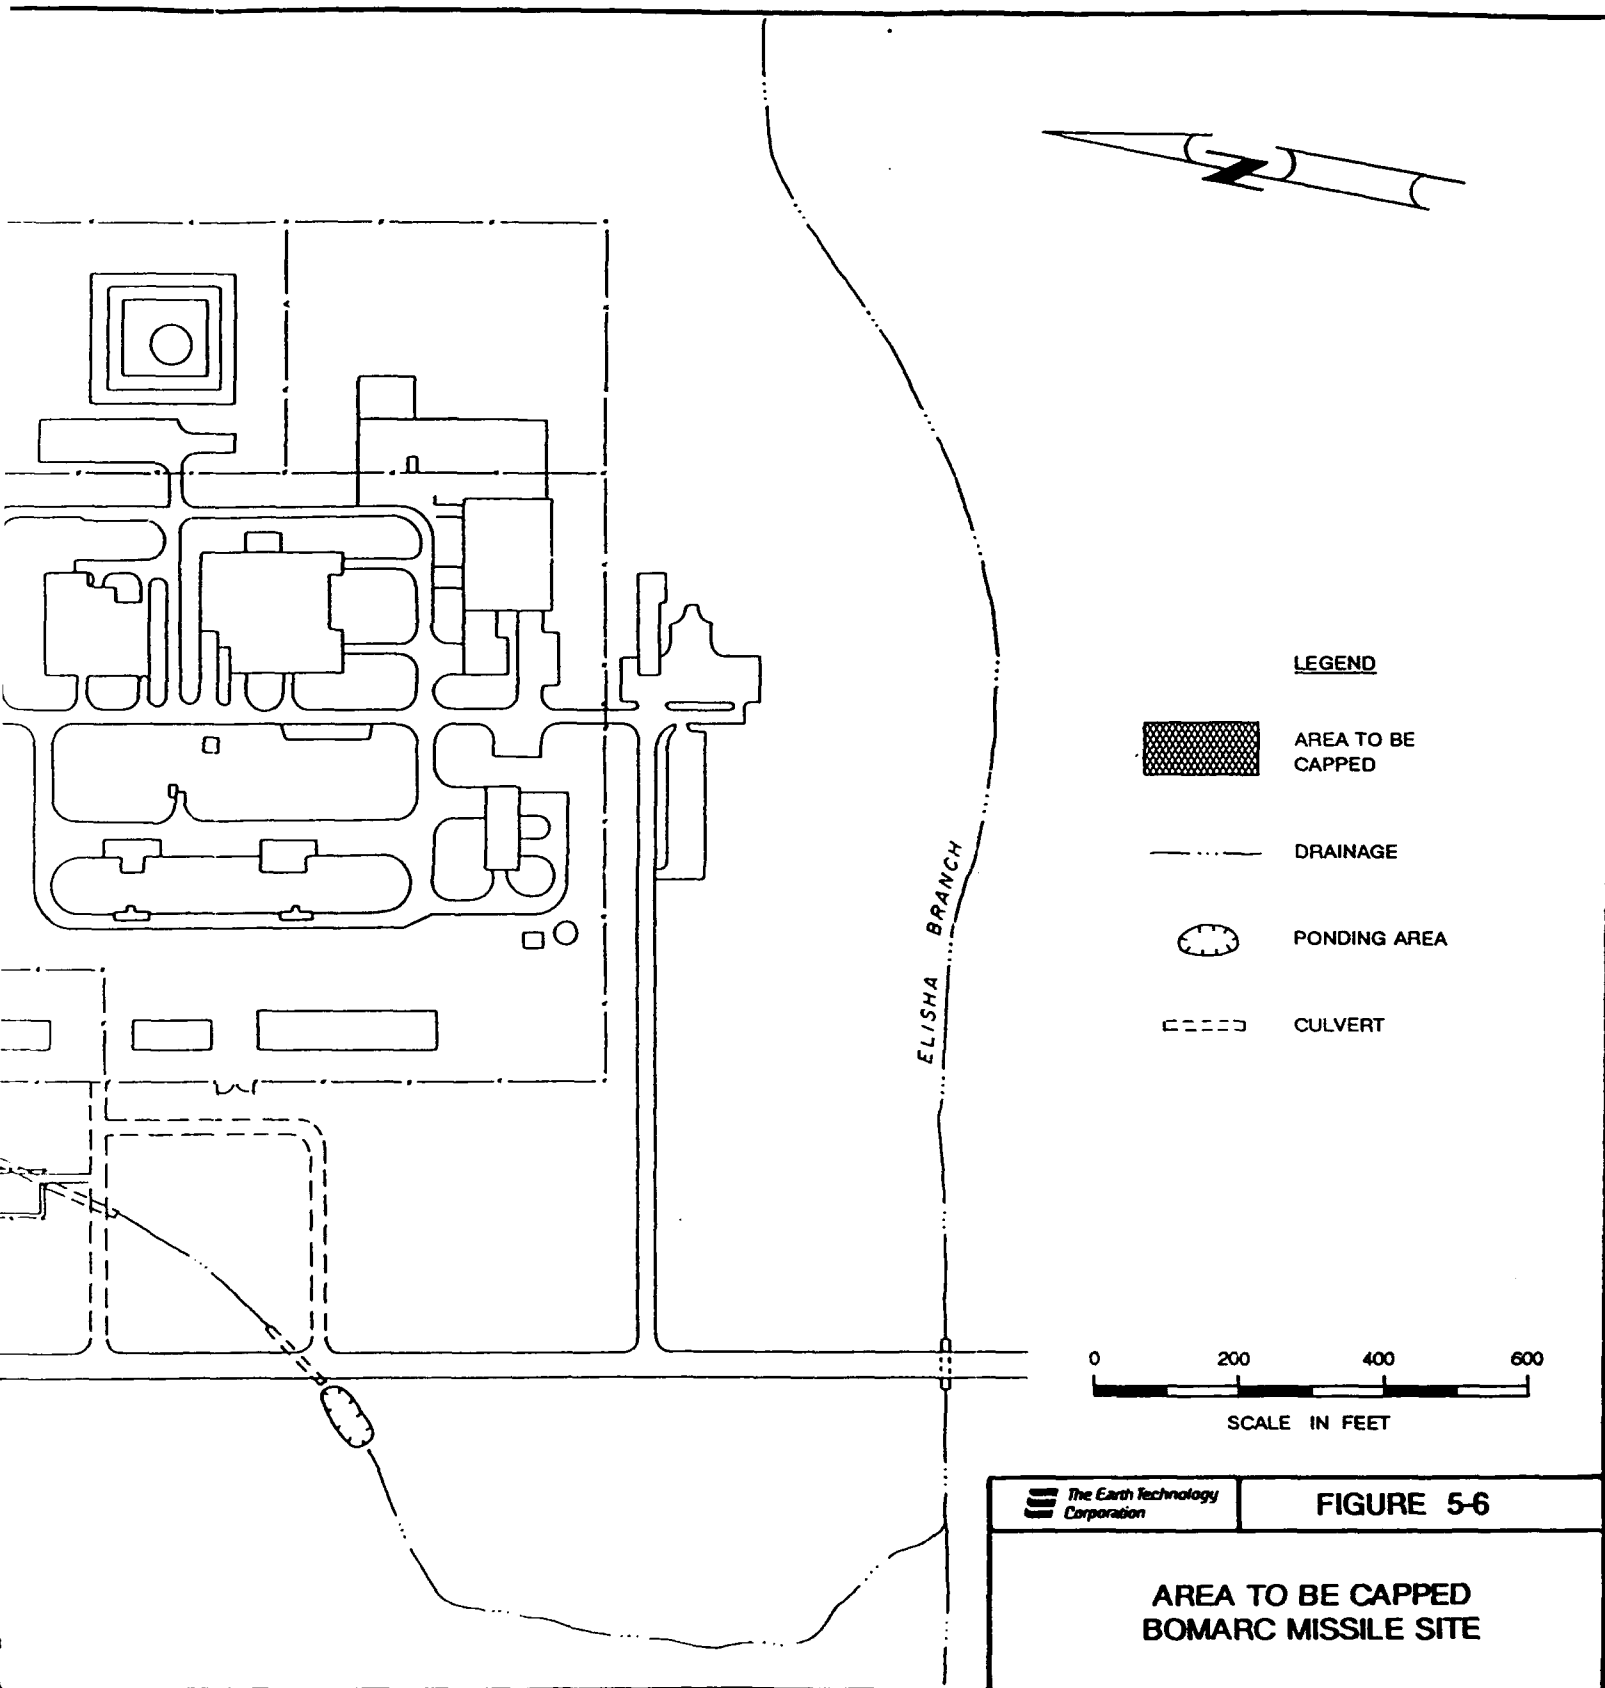 N
LEGEND
AREA TO BE
CAPPED
DRAINAGE
ELISHA BRANCH
PONDING AREA
CULVERT
0 200 400 600
SCALE IN FEET
The Earth Technology
Corporation
FIGURE 5-6
AREA TO BE CAPPED
BOMARC MISSILE SITE